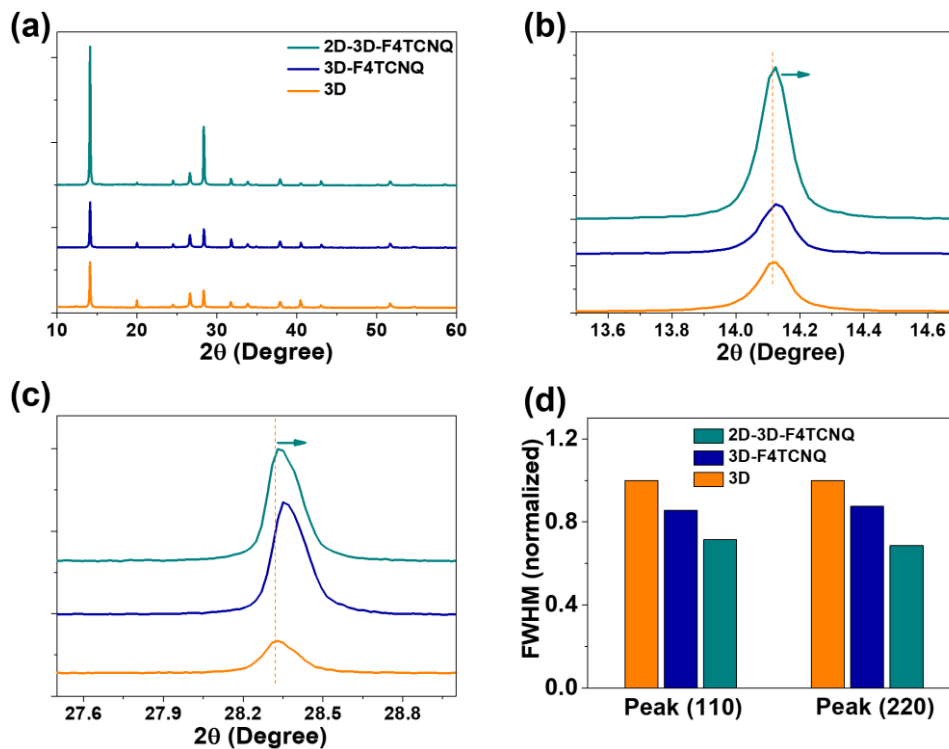 (a)
2D-3D-F4TCNQ
3D-F4TCNQ
3D
10 20 30 40 50 60
2θ (Degree)
(b)
13.6 13.8 14.0 14.2 14.4 14.6
2θ (Degree)
(c)
27.6 27.9 28.2 28.5 28.8
2θ (Degree)
(d)
1.2
0.8
0.4
0.0
FWHM (normalized)
2D-3D-F4TCNQ
3D-F4TCNQ
3D
Peak (110) Peak (220)